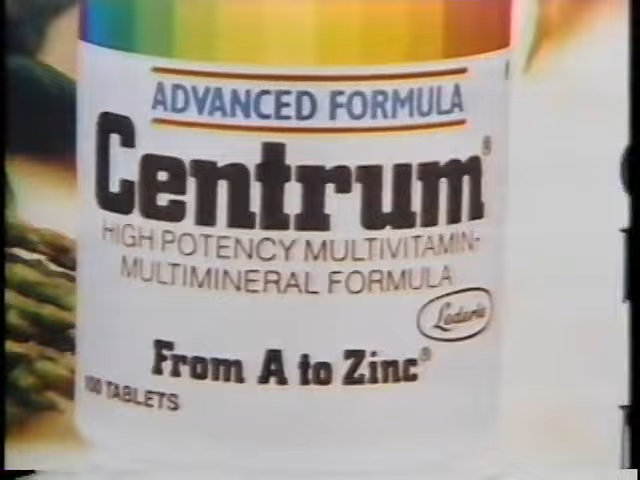 ADVANCED FORMULA
Centrum®
HIGH POTENCY MULTIVITAMIN-
MULTIMINERAL FORMULA
Lederle
From A to Zinc®
100 TABLETS